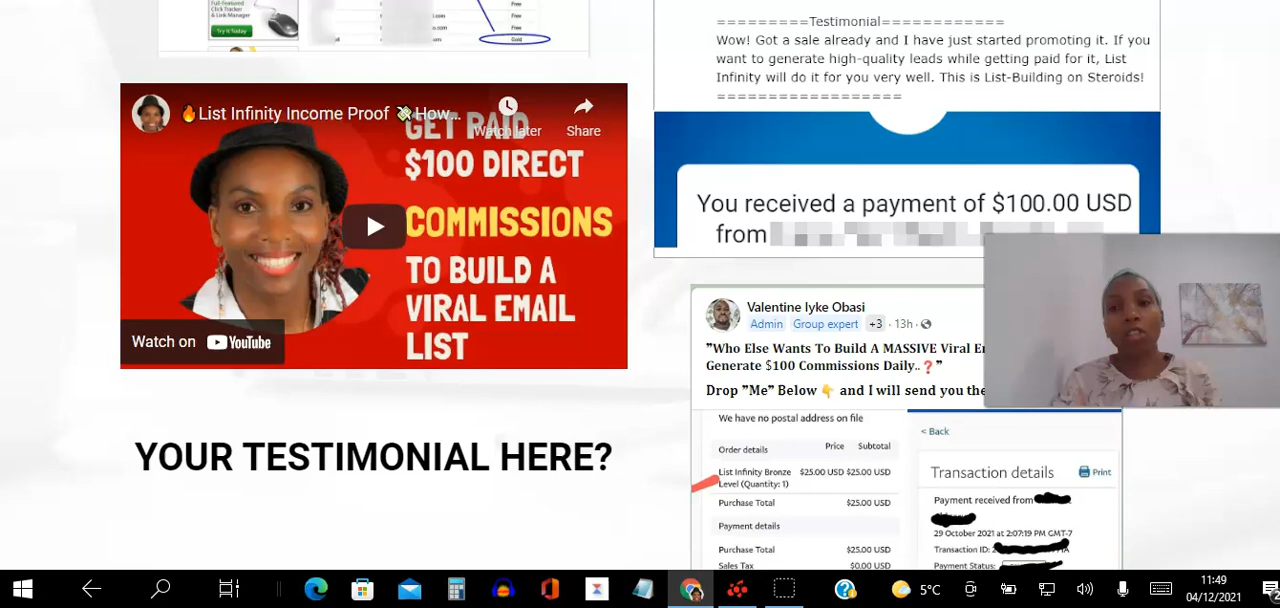 Full-Featured
Click Tracker
& Link Manager
Try It Today
Free
.com Free
.com Free
Gold
=========Testimonial============
Wow! Got a sale already and I have just started promoting it. If you
want to generate high-quality leads while getting paid for it, List
Infinity will do it for you very well. This is List-Building on Steroids!
=================
🔥List Infinity Income Proof 💸How...
Watch later
Share
GET PAID
$100 DIRECT
COMMISSIONS
TO BUILD A
VIRAL EMAIL
LIST
Watch on YouTube
You received a payment of $100.00 USD
from
Valentine Iyke Obasi
Admin Group expert +3 · 13h ·
"Who Else Wants To Build A MASSIVE Viral
Generate $100 Commissions Daily..❓"
Drop "Me" Below 👇 and I will send you the
YOUR TESTIMONIAL HERE?
We have no postal address on file
Order details Price Subtotal
List Infinity Bronze $25.00 USD $25.00 USD
Level (Quantity: 1)
Purchase Total $25.00 USD
Payment details
Purchase Total $25.00 USD
Sales Tax $0.00 USD
< Back
Transaction details Print
Payment received from
29 October 2021 at 2:07:19 PM GMT-7
Transaction ID:
Payment Status:
5°C
11:49
04/12/2021